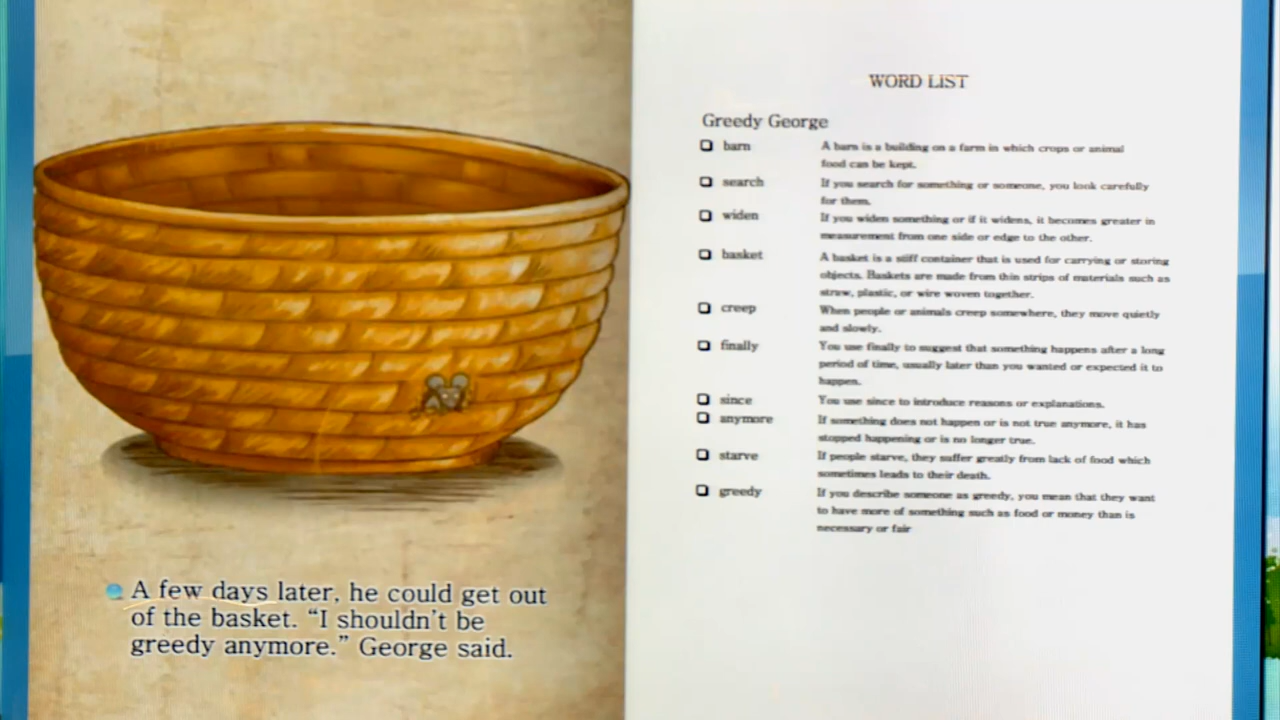 A few days later, he could get out
of the basket. “I shouldn't be
greedy anymore.” George said.
WORD LIST
Greedy George
barn A barn is a building on a farm in which crops or animal
food can be kept.
search If you search for something or someone, you look carefully
for them.
widen If you widen something or if it widens, it becomes greater in
measurement from one side or edge to the other.
basket A basket is a stiff container that is used for carrying or storing
objects. Baskets are made from thin strips of materials such as
straw, plastic, or wire woven together.
creep When people or animals creep somewhere, they move quietly
and slowly.
finally You use finally to suggest that something happens after a long
period of time, usually later than you wanted or expected it to
happen.
since You use since to introduce reasons or explanations.
anymore If something does not happen or is not true anymore, it has
stopped happening or is no longer true.
starve If people starve, they suffer greatly from lack of food which
sometimes leads to their death.
greedy If you describe someone as greedy, you mean that they want
to have more of something such as food or money than is
necessary or fair